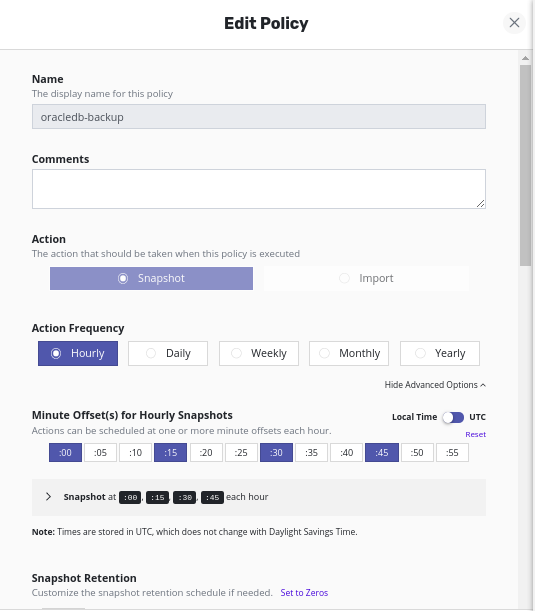 Edit Policy
Name
The display name for this policy
oracledb-backup
Comments
Action
The action that should be taken when this policy is executed
Snapshot Import
Action Frequency
Hourly Daily Weekly Monthly Yearly
Hide Advanced Options
Minute Offset(s) for Hourly Snapshots Local Time UTC
Actions can be scheduled at one or more minute offsets each hour. Reset
:00 :05 :10 :15 :20 :25 :30 :35 :40 :45 :50 :55
Snapshot at :00, :15, :30, :45 each hour
Note: Times are stored in UTC, which does not change with Daylight Savings Time.
Snapshot Retention
Customize the snapshot retention schedule if needed. Set to Zeros